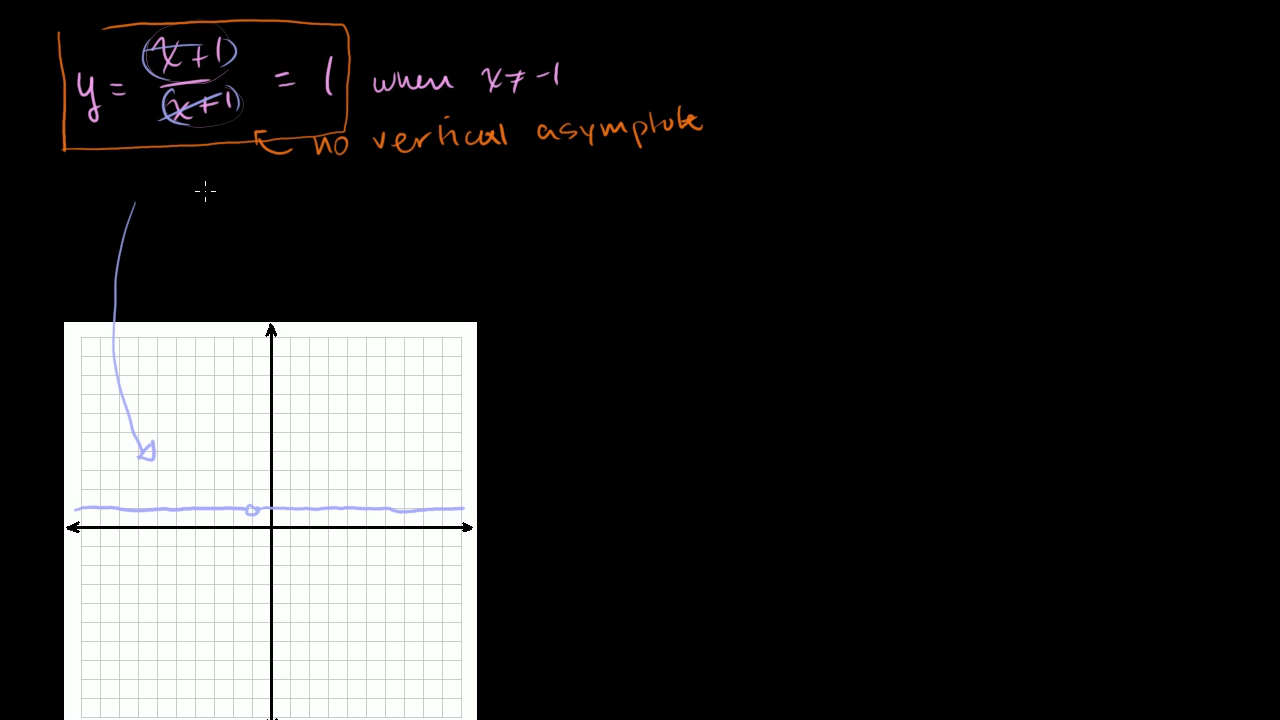 y = (x+1)/(x+1) = 1 when x ≠ -1
no vertical asymptote